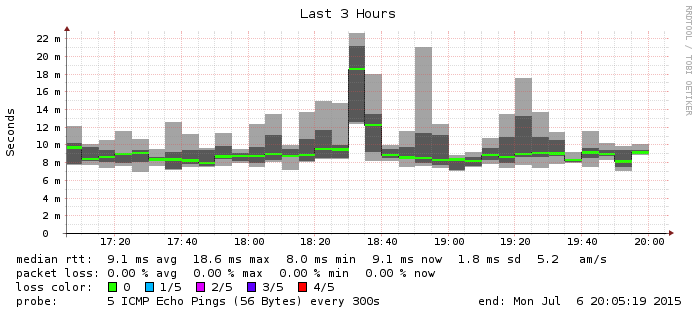 Last 3 Hours
RRDTOOL / TOBI OETIKER
Seconds
22 m
20 m
18 m
16 m
14 m
12 m
10 m
8 m
6 m
4 m
2 m
0
17:20 17:40 18:00 18:20 18:40 19:00 19:20 19:40 20:00
median rtt: 9.1 ms avg 18.6 ms max 8.0 ms min 9.1 ms now 1.8 ms sd 5.2 am/s
packet loss: 0.00 % avg 0.00 % max 0.00 % min 0.00 % now
loss color: 0 1/5 2/5 3/5 4/5
probe: 5 ICMP Echo Pings (56 Bytes) every 300s end: Mon Jul 6 20:05:19 2015